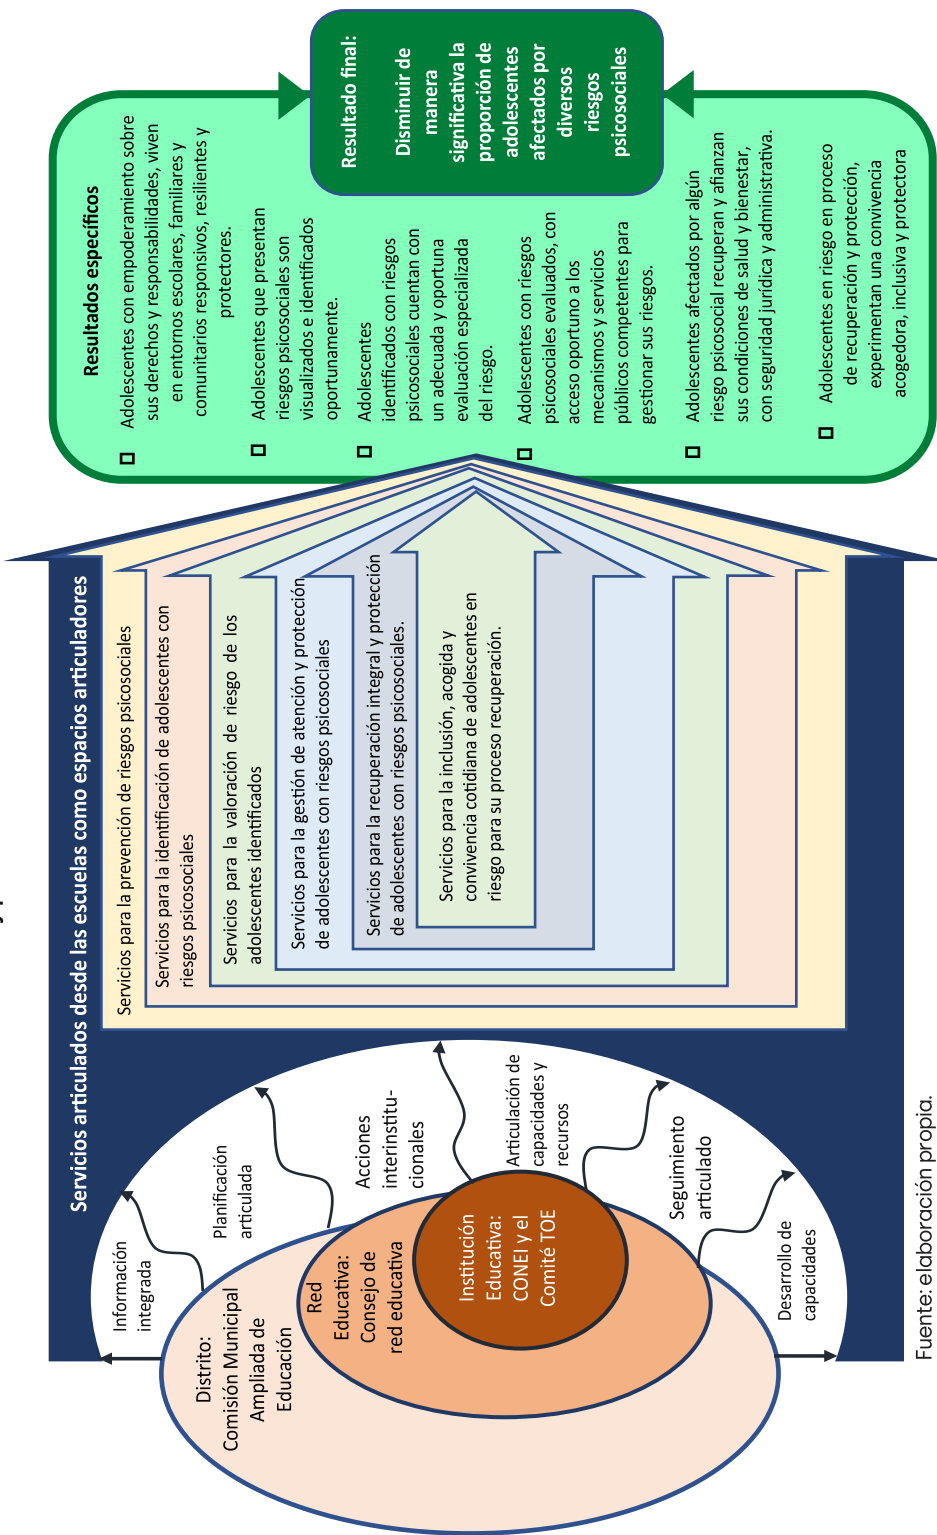 Servicios articulados desde las escuelas como espacios articuladores
Información
integrada
Planificación
articulada
Acciones
interinstitu-
cionales
Articulación de
capacidades y
recursos
Seguimiento
articulado
Desarrollo de
capacidades
Distrito:
Comisión Municipal
Ampliada de
Educación
Red
Educativa:
Consejo de
red educativa
Institución
Educativa:
CONEI y el
Comité TOE
Servicios para la prevención de riesgos psicosociales
Servicios para la identificación de adolescentes con
riesgos psicosociales
Servicios para la valoración de riesgo de los
adolescentes identificados
Servicios para la gestión de atención y protección
de adolescentes con riesgos psicosociales
Servicios para la recuperación integral y protección
de adolescentes con riesgos psicosociales.
Servicios para la inclusión, acogida y
convivencia cotidiana de adolescentes en
riesgo para su proceso recuperación.
Resultados específicos
Adolescentes con empoderamiento sobre
sus derechos y responsabilidades, viven
en entornos escolares, familiares y
comunitarios responsivos, resilientes y
protectores.
Adolescentes que presentan
riesgos psicosociales son
visualizados e identificados
oportunamente.
Adolescentes
identificados con riesgos
psicosociales cuentan con
un adecuada y oportuna
evaluación especializada
del riesgo.
Adolescentes con riesgos
psicosociales evaluados, con
acceso oportuno a los
mecanismos y servicios
públicos competentes para
gestionar sus riesgos.
Adolescentes afectados por algún
riesgo psicosocial recuperan y afianzan
sus condiciones de salud y bienestar,
con seguridad jurídica y administrativa.
Adolescentes en riesgo en proceso
de recuperación y protección,
experimentan una convivencia
acogedora, inclusiva y protectora
Resultado final:
Disminuir de
manera
significativa la
proporción de
adolescentes
afectados por
diversos
riesgos
psicosociales
Fuente: elaboración propia.